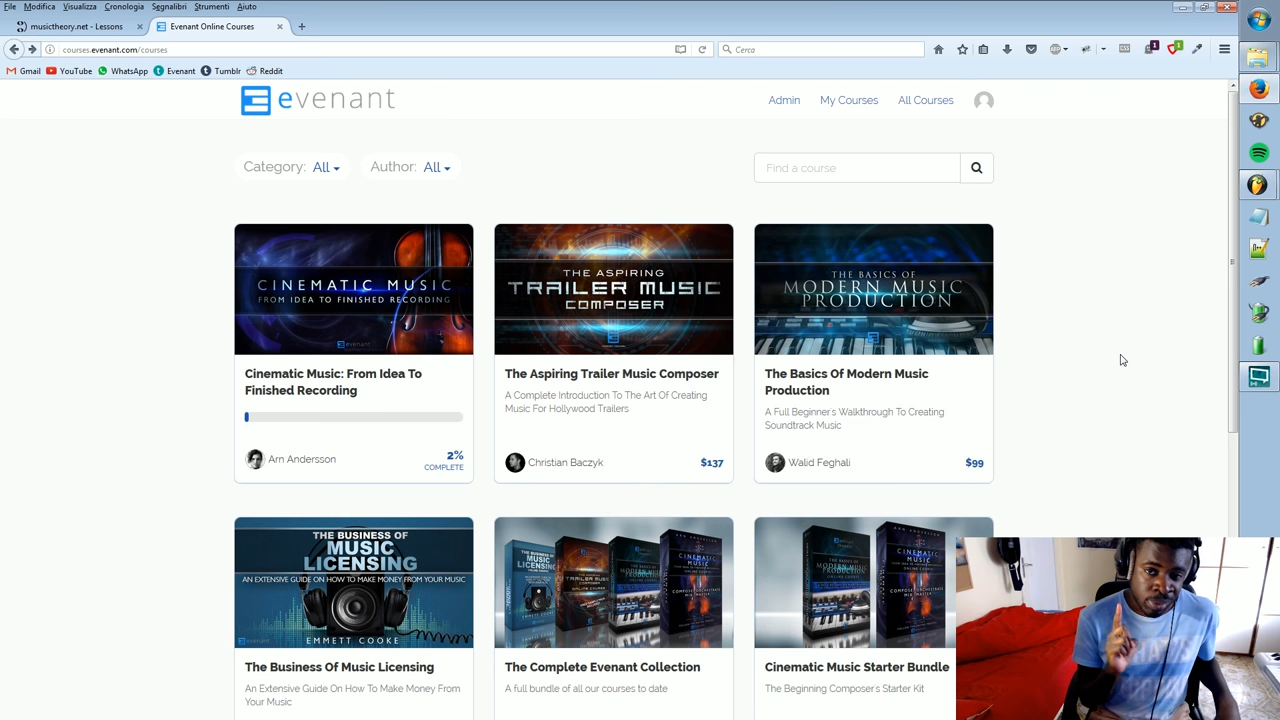 File Modifica Visualizza Cronologia Segnalibri Strumenti Aiuto
musictheory.net - Lessons × Evenant Online Courses × +
courses.evenant.com/courses Cerca 1 1
Gmail YouTube WhatsApp Evenant Tumblr Reddit
evenant Admin My Courses All Courses
Category: All Author: All Find a course
CINEMATIC MUSIC
FROM IDEA TO FINISHED RECORDING
evenant
THE ASPIRING
TRAILER MUSIC
COMPOSER
THE BASICS OF
MODERN MUSIC
PRODUCTION
Cinematic Music: From Idea To
Finished Recording
Arn Andersson 2%
COMPLETE
The Aspiring Trailer Music Composer
A Complete Introduction To The Art Of Creating
Music For Hollywood Trailers
Christian Baczyk $137
The Basics Of Modern Music
Production
A Full Beginner's Walkthrough To Creating
Soundtrack Music
Walid Feghali $99
THE BUSINESS OF
MUSIC
LICENSING
AN EXTENSIVE GUIDE ON HOW TO MAKE MONEY FROM YOUR MUSIC
evenant
EMMETT COOKE
The Business Of Music Licensing
An Extensive Guide On How To Make Money From
Your Music
The Complete Evenant Collection
A full bundle of all our courses to date
Cinematic Music Starter Bundle
The Beginning Composer's Starter Kit